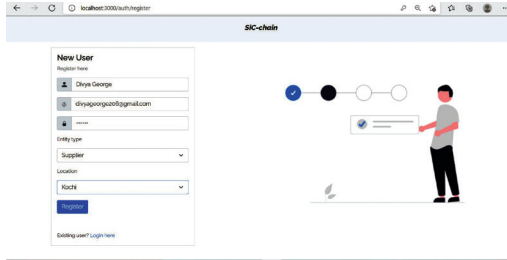 localhost:3000/auth/register
SiC-chain
New User
Register here
Divya George
divyageorge208@gmail.com
••••••
Entity type
Supplier
Location
Kochi
Register
Existing user? Login here